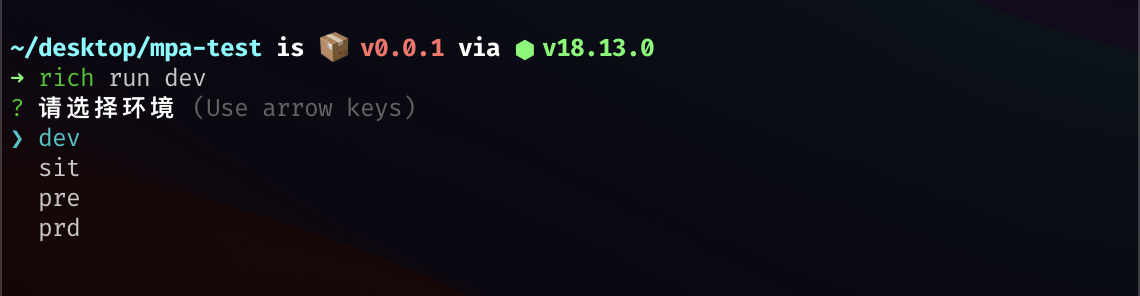 ~/desktop/mpa-test is 📦 v0.0.1 via ⬢ v18.13.0
➜ rich run dev
? 请选择环境 (Use arrow keys)
❯ dev
sit
pre
prd